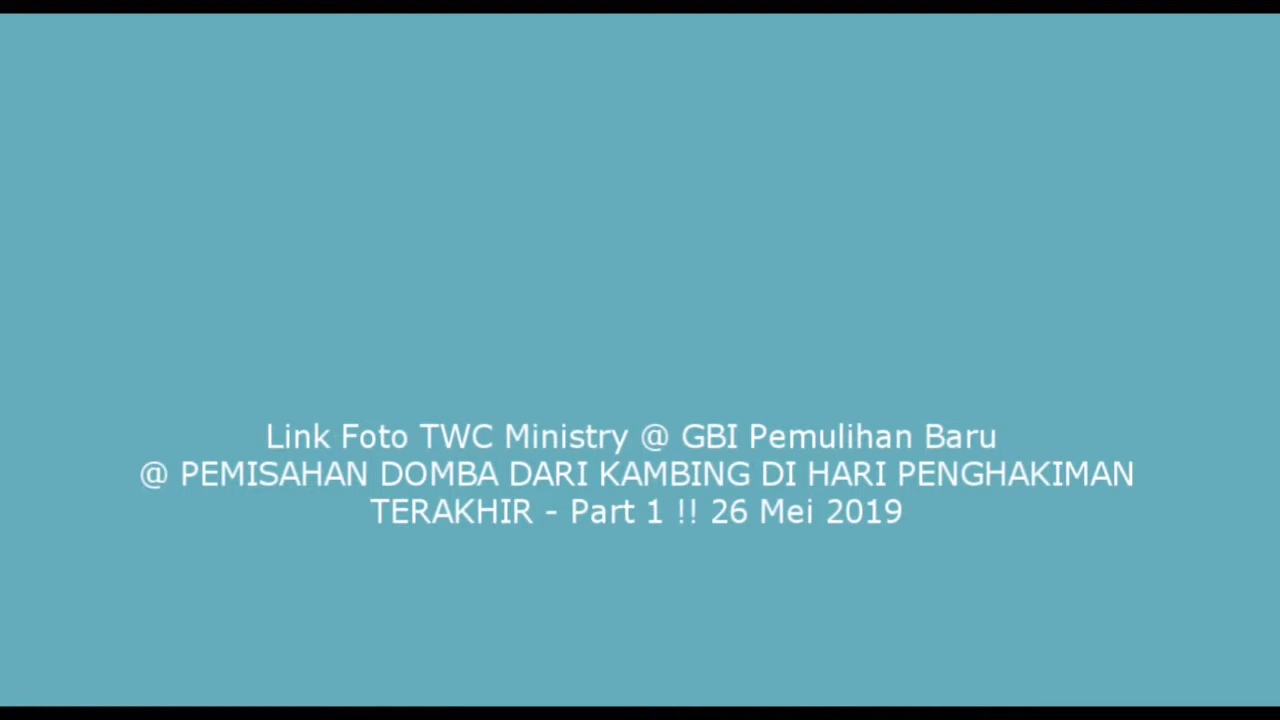 Link Foto TWC Ministry @ GBI Pemulihan Baru
@ PEMISAHAN DOMBA DARI KAMBING DI HARI PENGHAKIMAN
TERAKHIR - Part 1 !! 26 Mei 2019